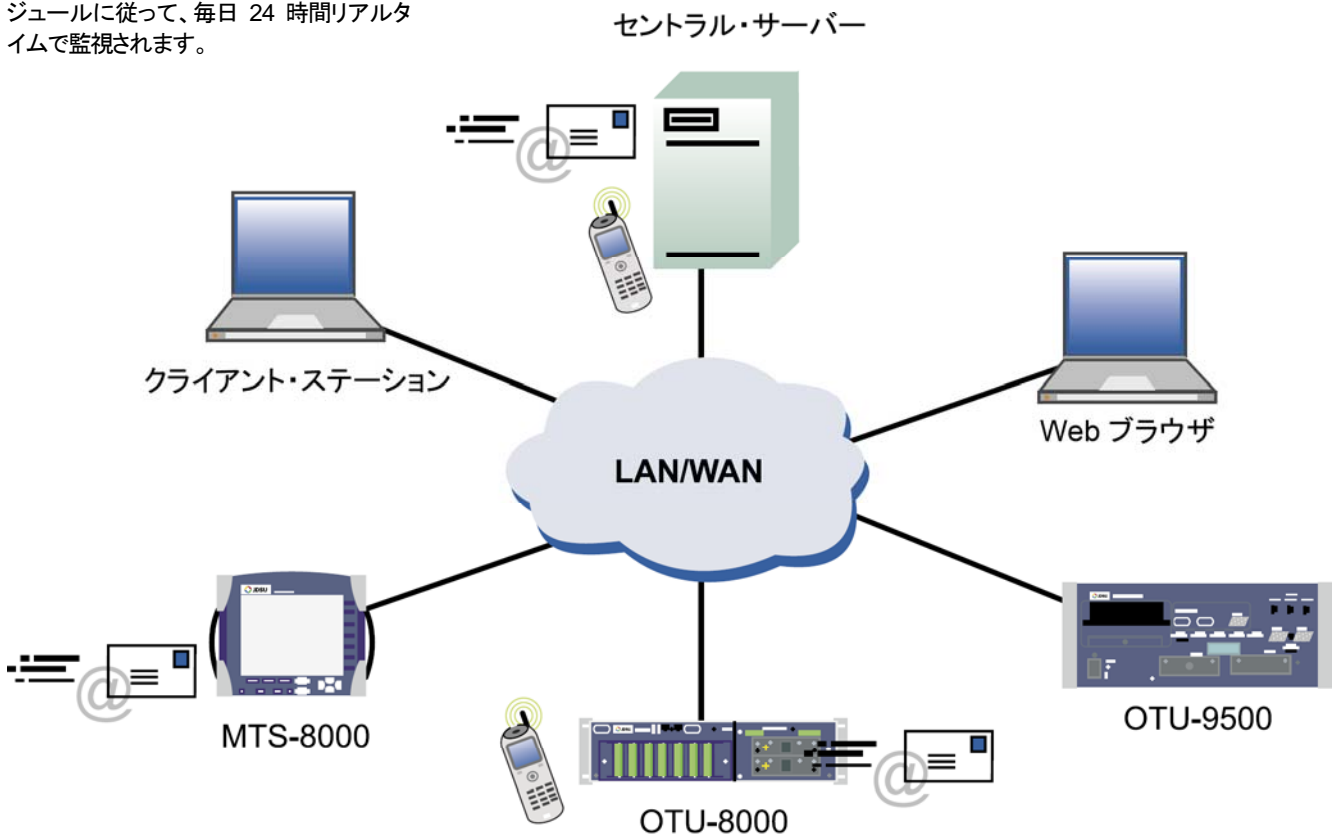 ジュールに従って、毎日 24 時間リアルタ
イムで監視されます。
セントラル・サーバー
@
クライアント・ステーション
Web ブラウザ
LAN/WAN
JDSU
@
MTS-8000
OTU-9500
@
OTU-8000